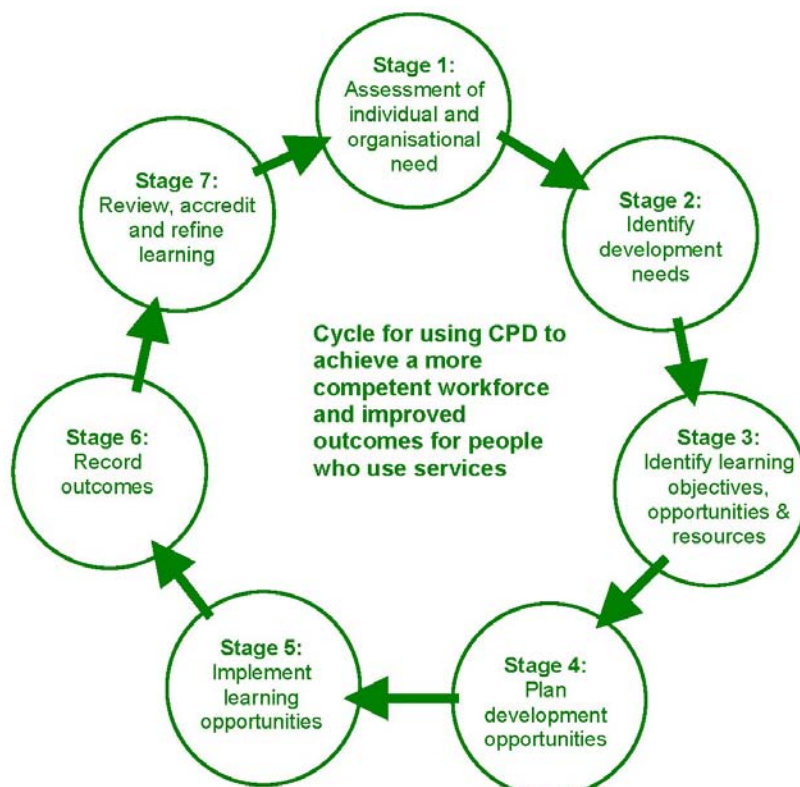 Stage 1:
Assessment of
individual and
organisational
need
Stage 2:
Identify
development
needs
Stage 3:
Identify learning
objectives,
opportunities &
resources
Stage 4:
Plan
development
opportunities
Stage 5:
Implement
learning
opportunities
Stage 6:
Record
outcomes
Stage 7:
Review, accredit
and refine
learning
Cycle for using CPD to
achieve a more
competent workforce
and improved
outcomes for people
who use services